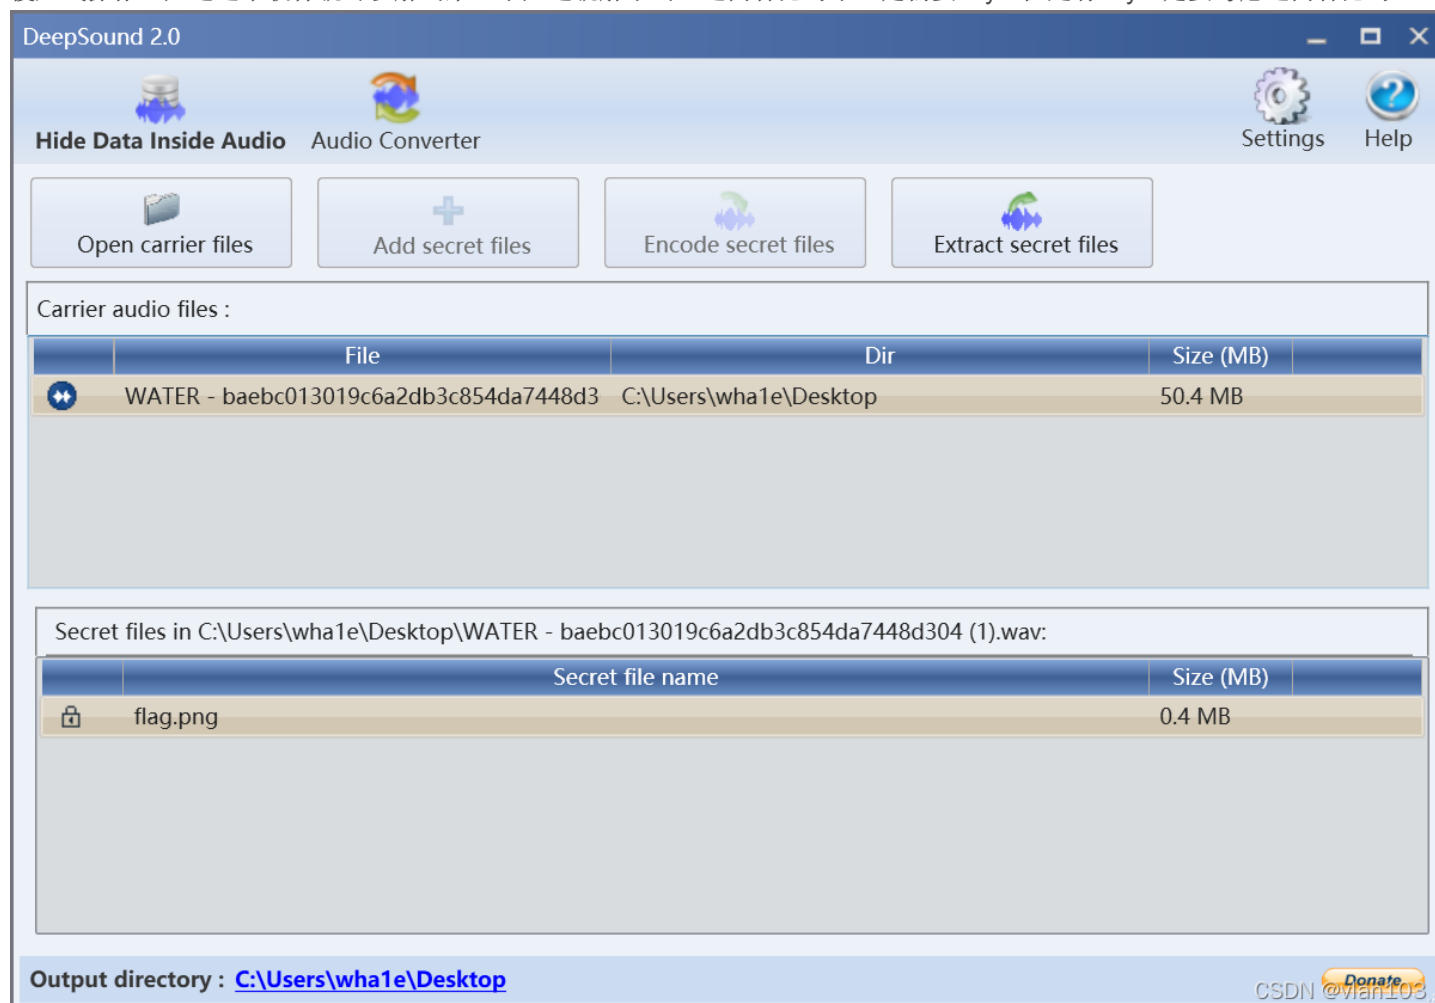 DeepSound 2.0
Hide Data Inside Audio
Audio Converter
Settings
Help
Open carrier files
Add secret files
Encode secret files
Extract secret files
Carrier audio files :
File Dir Size (MB)
WATER - baebc013019c6a2db3c854da7448d3 C:\Users\wha1e\Desktop 50.4 MB
Secret files in C:\Users\wha1e\Desktop\WATER - baebc013019c6a2db3c854da7448d304 (1).wav:
Secret file name Size (MB)
flag.png 0.4 MB
Output directory : C:\Users\wha1e\Desktop
Donate
CSDN @vlan103